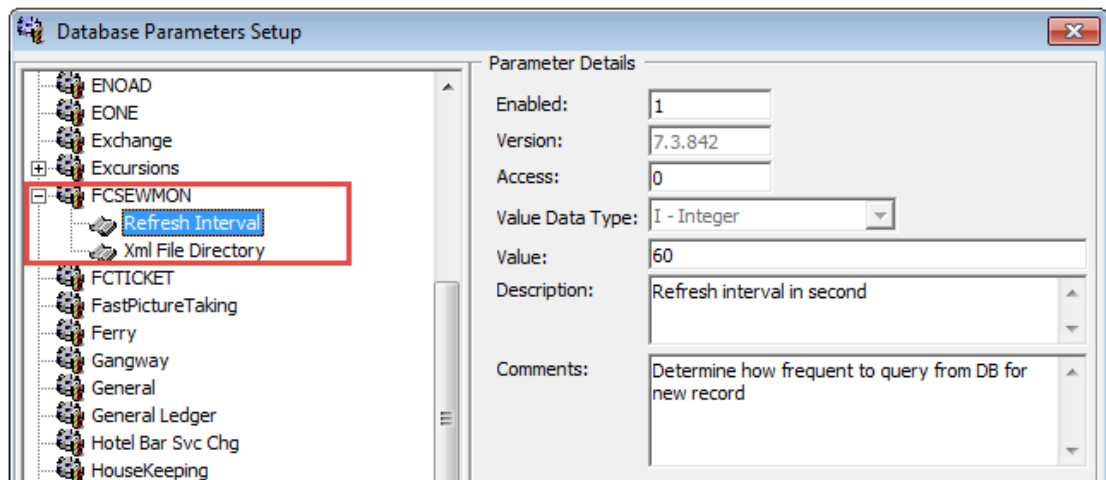 Database Parameters Setup
ENOAD
EONE
Exchange
Excursions
FCSEWMON
Refresh Interval
Xml File Directory
FCTICKET
FastPictureTaking
Ferry
Gangway
General
General Ledger
Hotel Bar Svc Chg
HouseKeeping
Parameter Details
Enabled: 1
Version: 7.3.842
Access: 0
Value Data Type: I - Integer
Value: 60
Description: Refresh interval in second
Comments: Determine how frequent to query from DB for
new record